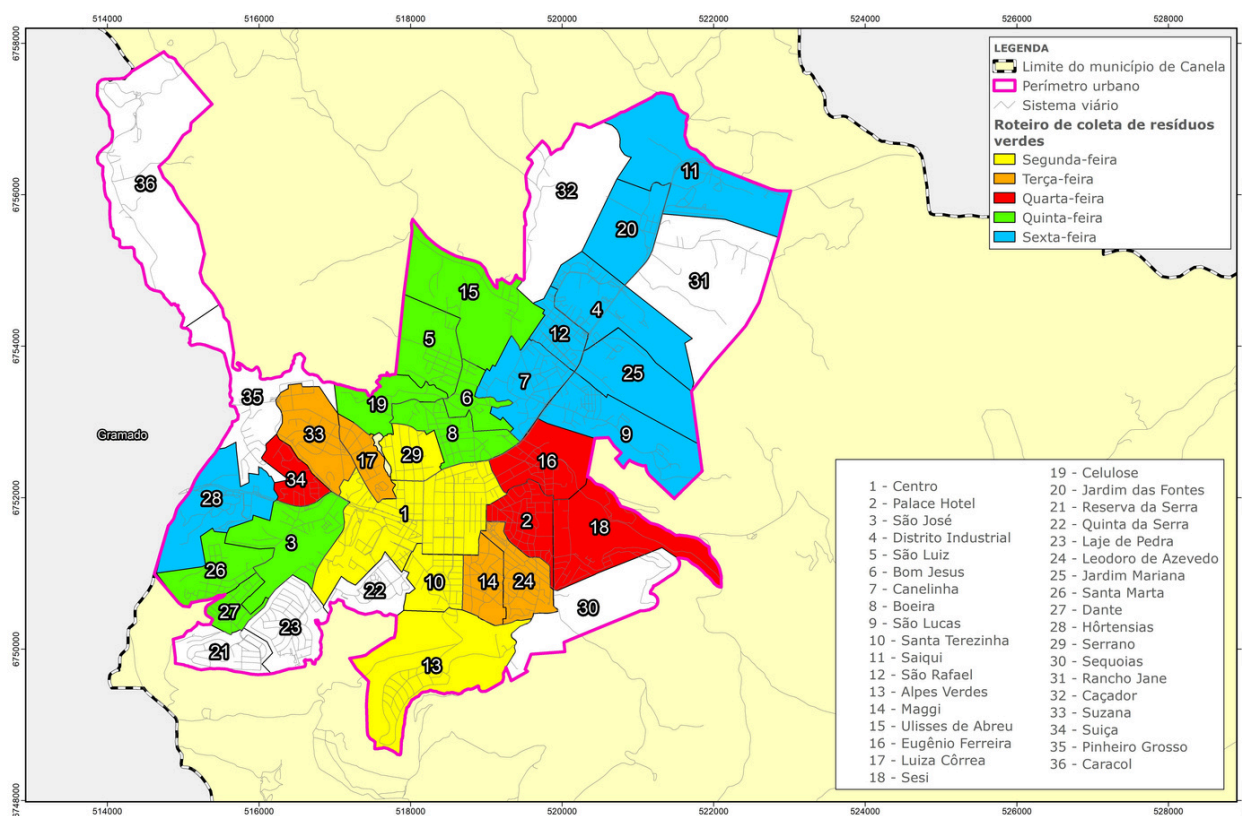 514000 516000 518000 520000 522000 524000 526000 528000
6758000
6756000
6754000
6752000
6750000
6748000
LEGENDA
Limite do município de Canela
Perímetro urbano
Sistema viário
Roteiro de coleta de resíduos
verdes
Segunda-feira
Terça-feira
Quarta-feira
Quinta-feira
Sexta-feira
36
32
11
20
31
15
4
5
12
25
7
35
6
19
33
8
9
29
17
16
34
28
1
2
18
3
26
22
10
14
24
27
30
23
21
13
Gramado
1 - Centro
2 - Palace Hotel
3 - São José
4 - Distrito Industrial
5 - São Luiz
6 - Bom Jesus
7 - Canelinha
8 - Boeira
9 - São Lucas
10 - Santa Terezinha
11 - Saiqui
12 - São Rafael
13 - Alpes Verdes
14 - Maggi
15 - Ulisses de Abreu
16 - Eugênio Ferreira
17 - Luiza Côrrea
18 - Sesi
19 - Celulose
20 - Jardim das Fontes
21 - Reserva da Serra
22 - Quinta da Serra
23 - Laje de Pedra
24 - Leodoro de Azevedo
25 - Jardim Mariana
26 - Santa Marta
27 - Dante
28 - Hôrtensias
29 - Serrano
30 - Sequoias
31 - Rancho Jane
32 - Caçador
33 - Suzana
34 - Suiça
35 - Pinheiro Grosso
36 - Caracol
514000 516000 518000 520000 522000 524000 526000 528000